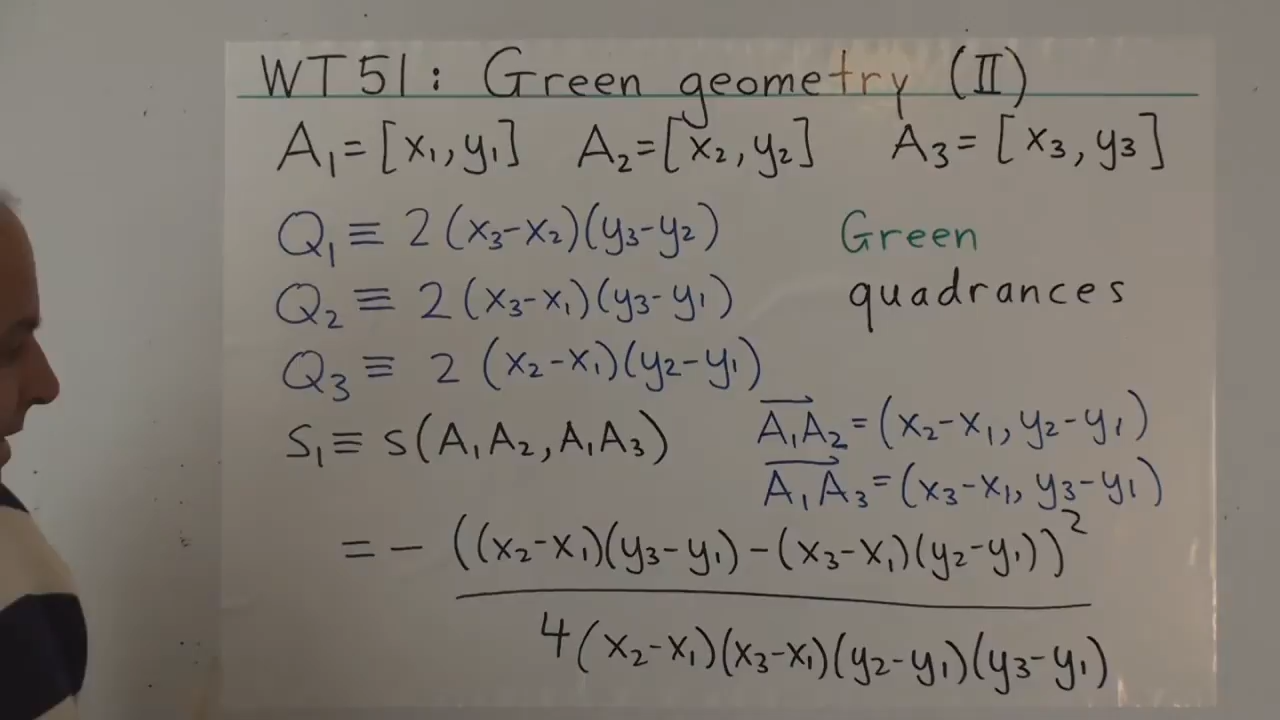 WT51: Green geometry (II)
A₁=[x₁,y₁] A₂=[x₂,y₂] A₃=[x₃,y₃]
Q₁≡ 2(x₃-x₂)(y₃-y₂) Green
Q₂≡ 2(x₃-x₁)(y₃-y₁) quadrances
Q₃≡ 2(x₂-x₁)(y₂-y₁)
S₁≡ s(A₁A₂,A₁A₃) A₁A₂⃗=(x₂-x₁,y₂-y₁)
A₁A₃⃗=(x₃-x₁,y₃-y₁)
=- ((x₂-x₁)(y₃-y₁)-(x₃-x₁)(y₂-y₁))²
4(x₂-x₁)(x₃-x₁)(y₂-y₁)(y₃-y₁)